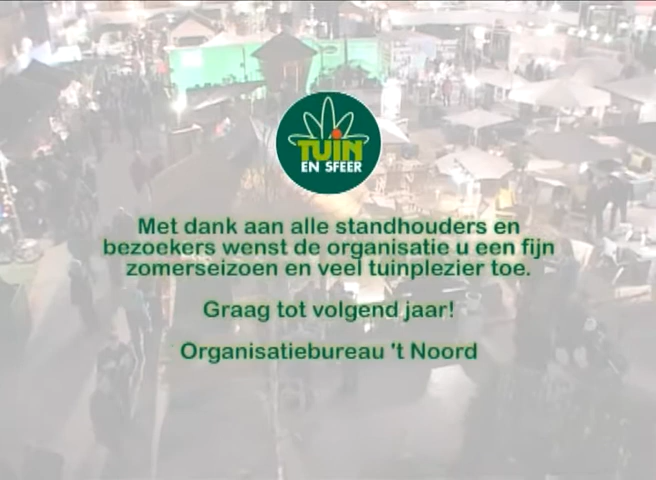 TUIN
EN SFEER
Met dank aan alle standhouders en
bezoekers wenst de organisatie u een fijn
zomerseizoen en veel tuinplezier toe.
Graag tot volgend jaar!
Organisatiebureau 't Noord